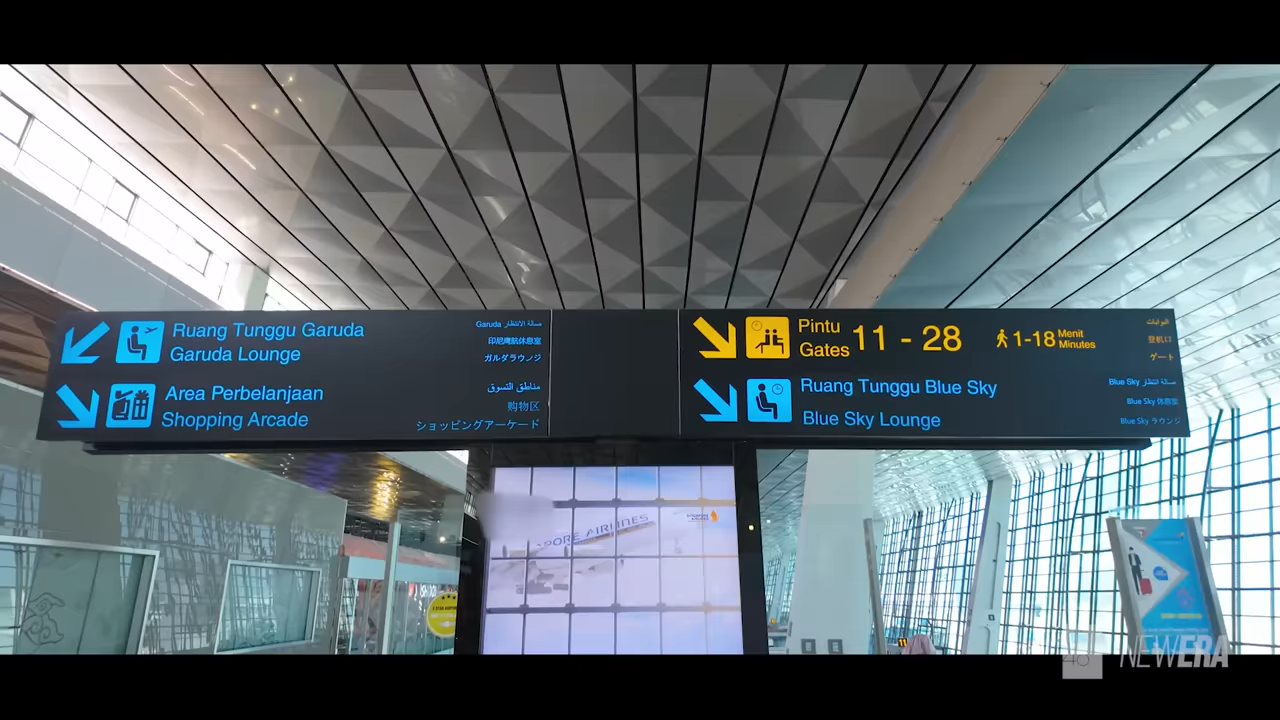 Ruang Tunggu Garuda
Garuda Lounge
Garuda صالة الانتظار
印尼鹰航休息室
ガルダラウンジ
Area Perbelanjaan
Shopping Arcade
مناطق التسوق
购物区
ショッピングアーケード
Pintu
Gates
11 - 28
1-18 Menit
Minutes
البوابات
登机口
ゲート
Ruang Tunggu Blue Sky
Blue Sky Lounge
Blue Sky صالة انتظار
Blue Sky 休息室
Blue Sky ラウンジ
PORE AIRLINES
SINGAPORE
AIRLINES
NEWERA